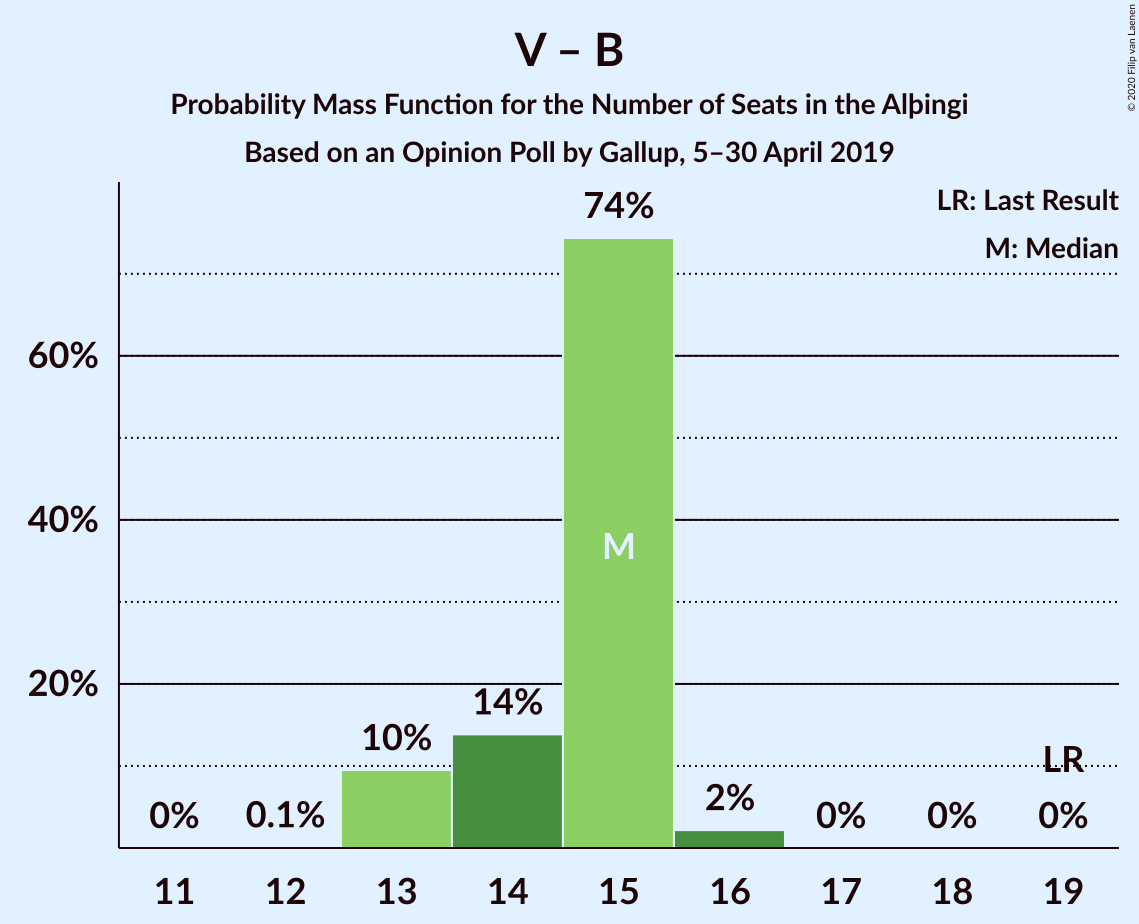 V – B
Probability Mass Function for the Number of Seats in the Alþingi
Based on an Opinion Poll by Gallup, 5–30 April 2019
© 2020 Filip van Laenen
LR: Last Result
M: Median
74%
60%
40%
M
20%
14%
10%
LR
0%
0.1%
2%
0%
0%
0%
11 12 13 14 15 16 17 18 19